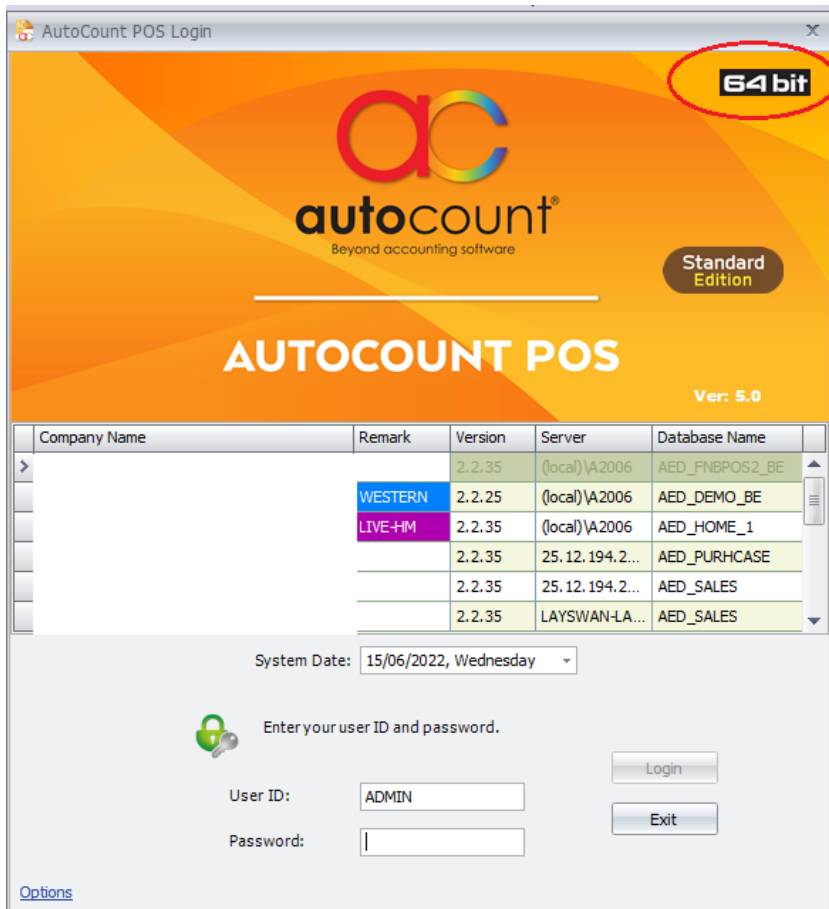 AutoCount POS Login
64 bit
ac
autocount®
Beyond accounting software
Standard
Edition
AUTOCOUNT POS
Ver: 5.0
Company Name Remark Version Server Database Name
2.2.35 (local)\A2006 AED_FNBPOS2_BE
WESTERN 2.2.25 (local)\A2006 AED_DEMO_BE
LIVE-HM 2.2.35 (local)\A2006 AED_HOME_1
2.2.35 25.12.194.2... AED_PURHCASE
2.2.35 25.12.194.2... AED_SALES
2.2.35 LAYSWAN-LA... AED_SALES
System Date: 15/06/2022, Wednesday
Enter your user ID and password.
Login
User ID: ADMIN
Exit
Password:
Options